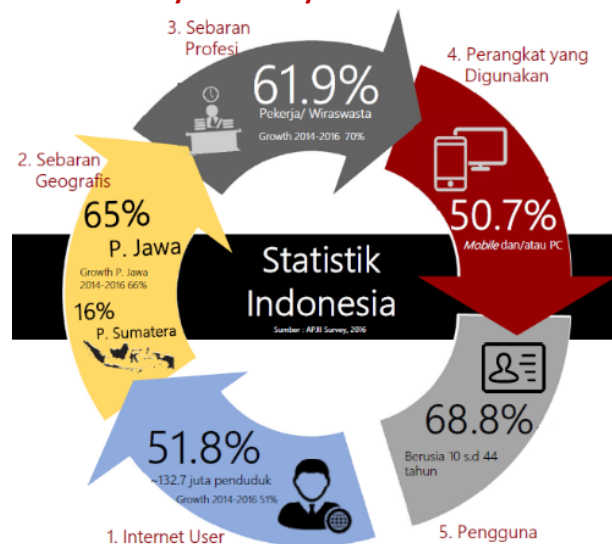 3. Sebaran
Profesi
61.9%
Pekerja/ Wiraswasta
Growth 2014-2016 70%
4. Perangkat yang
Digunakan
50.7%
Mobile dan/atau PC
2. Sebaran
Geografis
65%
P. Jawa
Growth P. Jawa
2014-2016 66%
16%
P. Sumatera
Statistik
Indonesia
Sumber : APJII Survey, 2016
68.8%
Berusia 10 s.d 44
tahun
5. Pengguna
51.8%
~132.7 juta penduduk
Growth 2014-2016 51%
1. Internet User